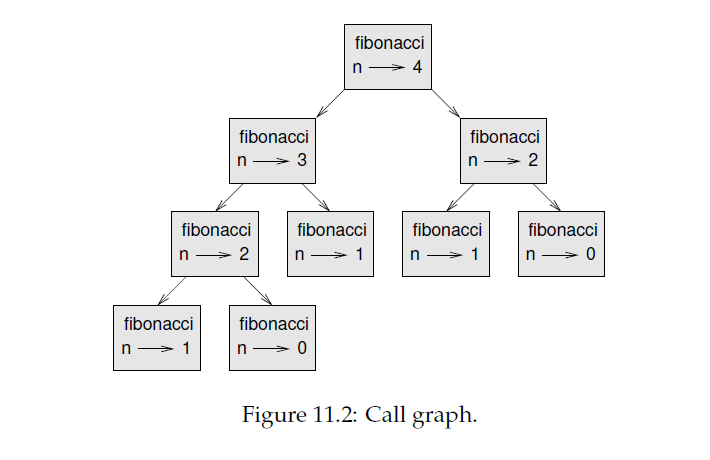 fibonacci
n 4
fibonacci
n 3
fibonacci
n 2
fibonacci
n 2
fibonacci
n 1
fibonacci
n 1
fibonacci
n 0
fibonacci
n 1
fibonacci
n 0
Figure 11.2: Call graph.